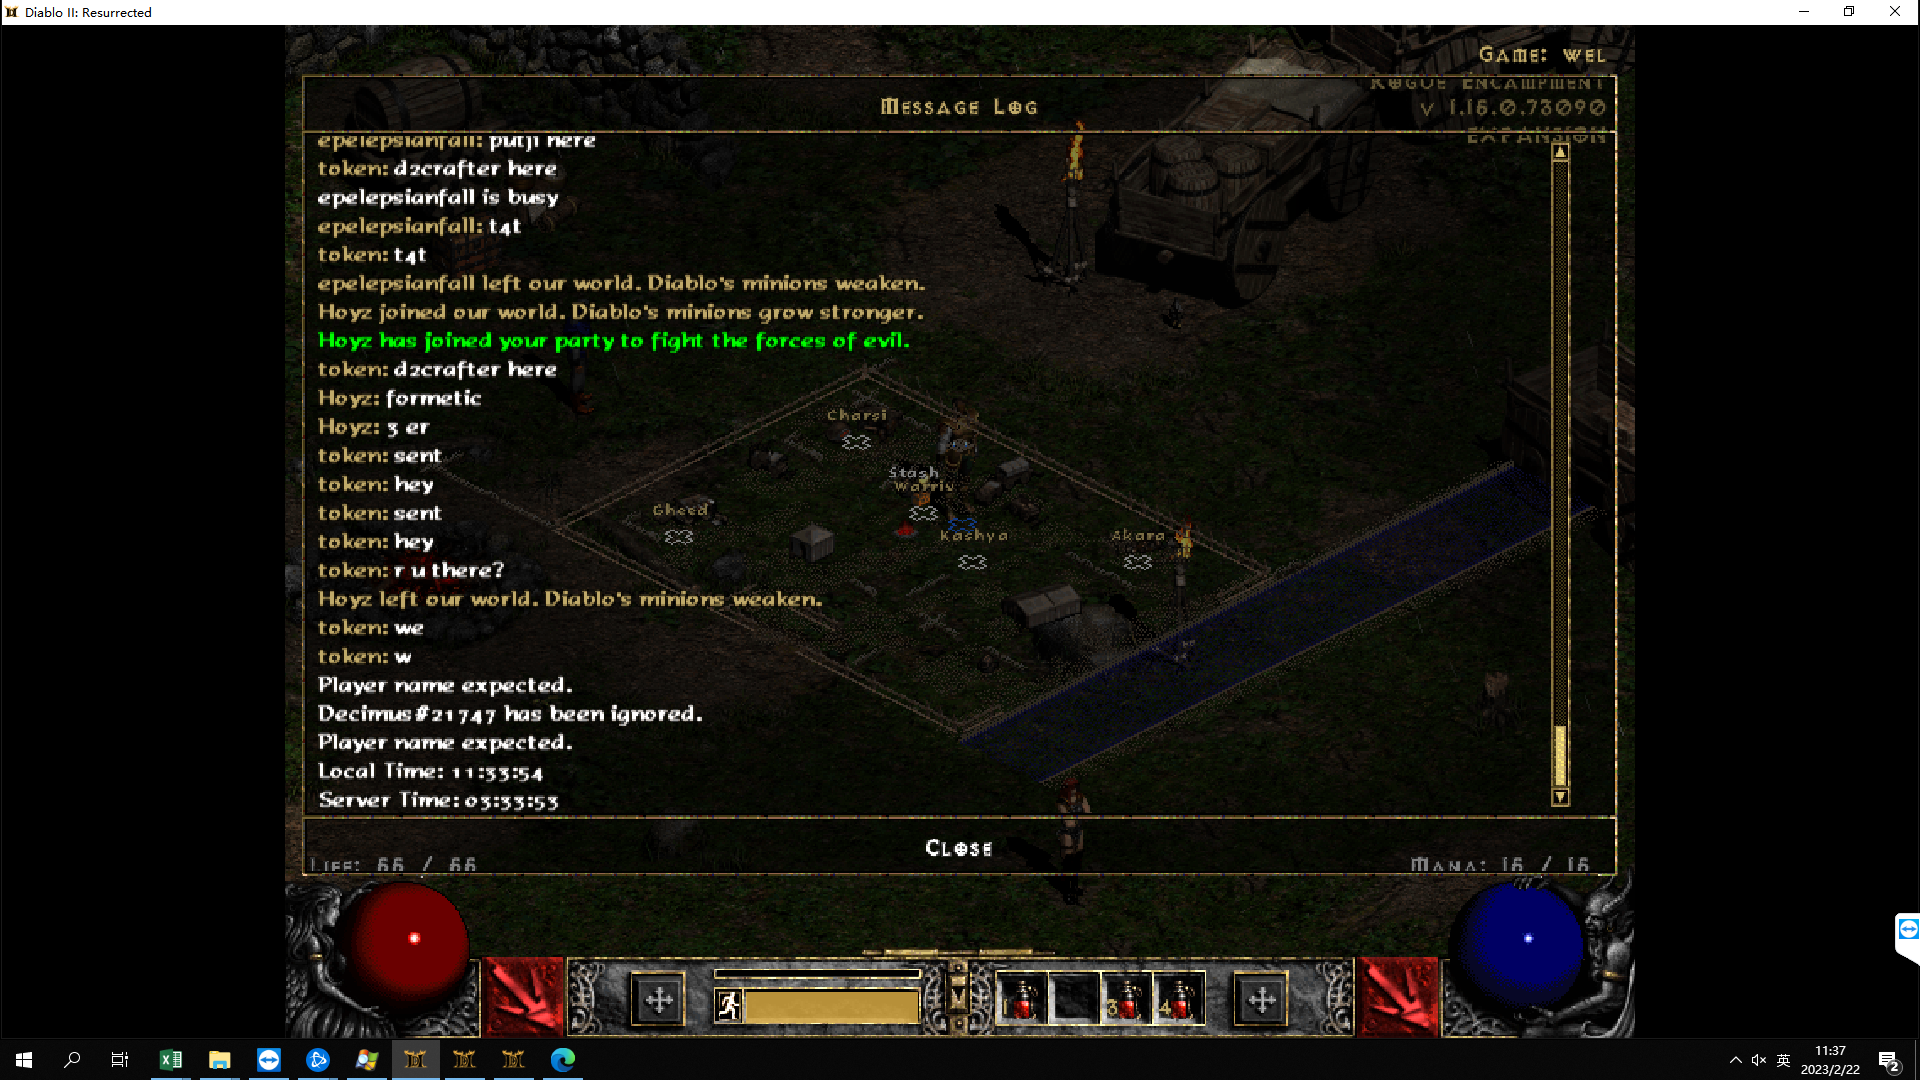 Diablo II: Resurrected
Game: wel
Rogue Encampment
Message Log
v 1.16.0.73090
Expansion
epelepsianfall: putji here
token: d2crafter here
epelepsianfall is busy
epelepsianfall: t4t
token: t4t
epelepsianfall left our world. Diablo's minions weaken.
Hoyz joined our world. Diablo's minions grow stronger.
Hoyz has joined your party to fight the forces of evil.
token: d2crafter here
Hoyz: formetic
Hoyz: 3 er
token: sent
token: hey
token: sent
token: hey
token: r u there?
Hoyz left our world. Diablo's minions weaken.
token: we
token: w
Player name expected.
Decimus#21747 has been ignored.
Player name expected.
Local Time: 11:33:54
Server Time: 03:33:53
Charsi
Stash
Warriv
Gheed
Kashya
Akara
Close
Life: 66 / 66
Mana: 16 / 16
1
3
4
英
11:37
2023/2/22
2